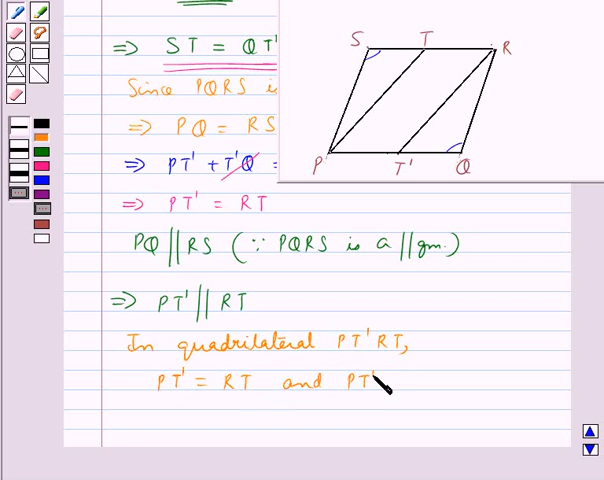 ⇒ ST = QT'
Since PQRS is
⇒ PQ = RS
⇒ PT' + T'Q =
⇒ PT' = RT
PQ || RS (∵ PQRS is a ||gm.)
⇒ PT' || RT
In quadrilateral PT'RT,
PT' = RT and PT'
S T R
P T' Q